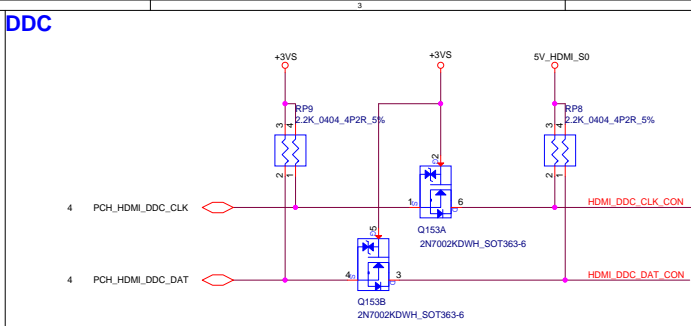 3
DDC
+3VS
+3VS
5V_HDMI_S0
RP9
2.2K_0404_4P2R_5%
RP8
2.2K_0404_4P2R_5%
3 4
3 4
2 1
2 1
2
4 PCH_HDMI_DDC_CLK
1
S
G
D
6
HDMI_DDC_CLK_CON
Q153A
2N7002KDWH_SOT363-6
5
4 PCH_HDMI_DDC_DAT
4
S
G
D
3
HDMI_DDC_DAT_CON
Q153B
2N7002KDWH_SOT363-6